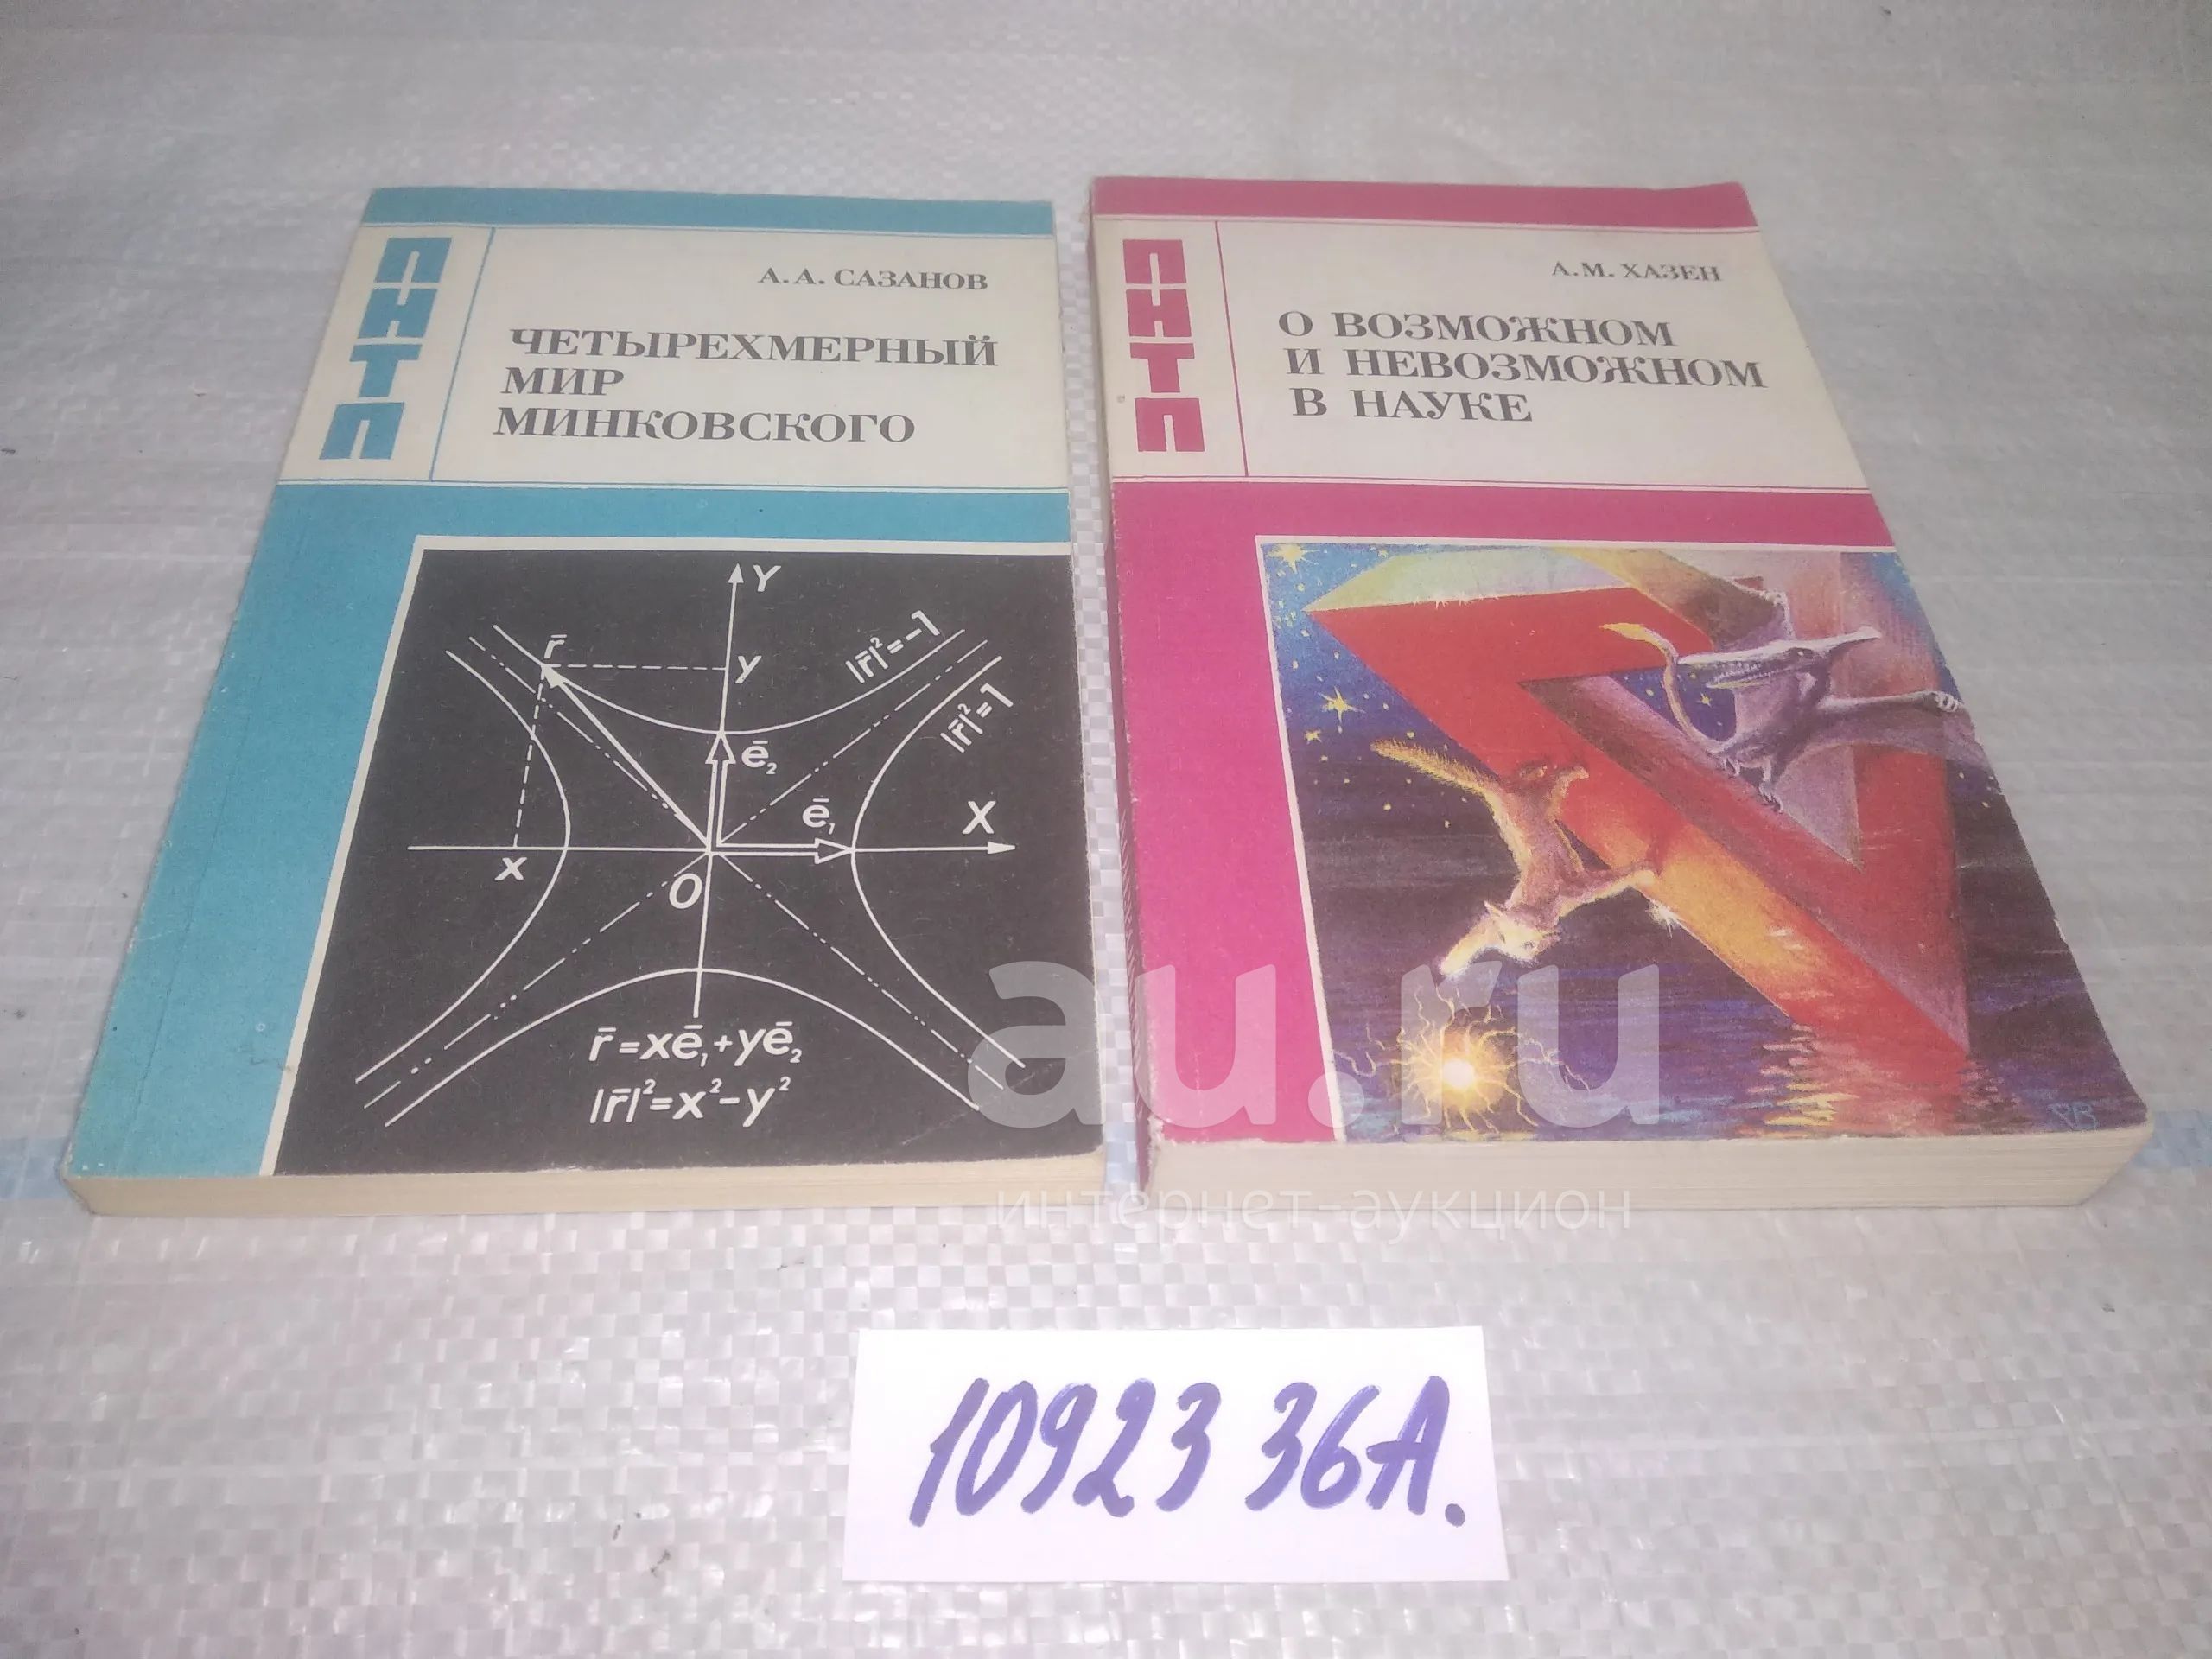 ПНТП
А. А. САЗАНОВ
ЧЕТЫРЕХМЕРНЫЙ
МИР
МИНКОВСКОГО
Y
r̄
y
|r̄|²=-1
|r̄|²=1
ē₂
ē₁
X
x
O
r̄=xē₁+yē₂
|r̄|²=x²-y²
ПНТП
А. М. ХАЗЕН
О ВОЗМОЖНОМ
И НЕВОЗМОЖНОМ
В НАУКЕ
au.ru
интернет-аукцион
10923 36А.